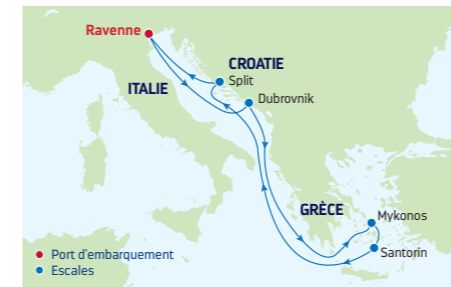 Ravenne
CROATIE
Split
ITALIE
Dubrovnik
GRÈCE
Mykonos
Santorin
Port d'embarquement
Escales